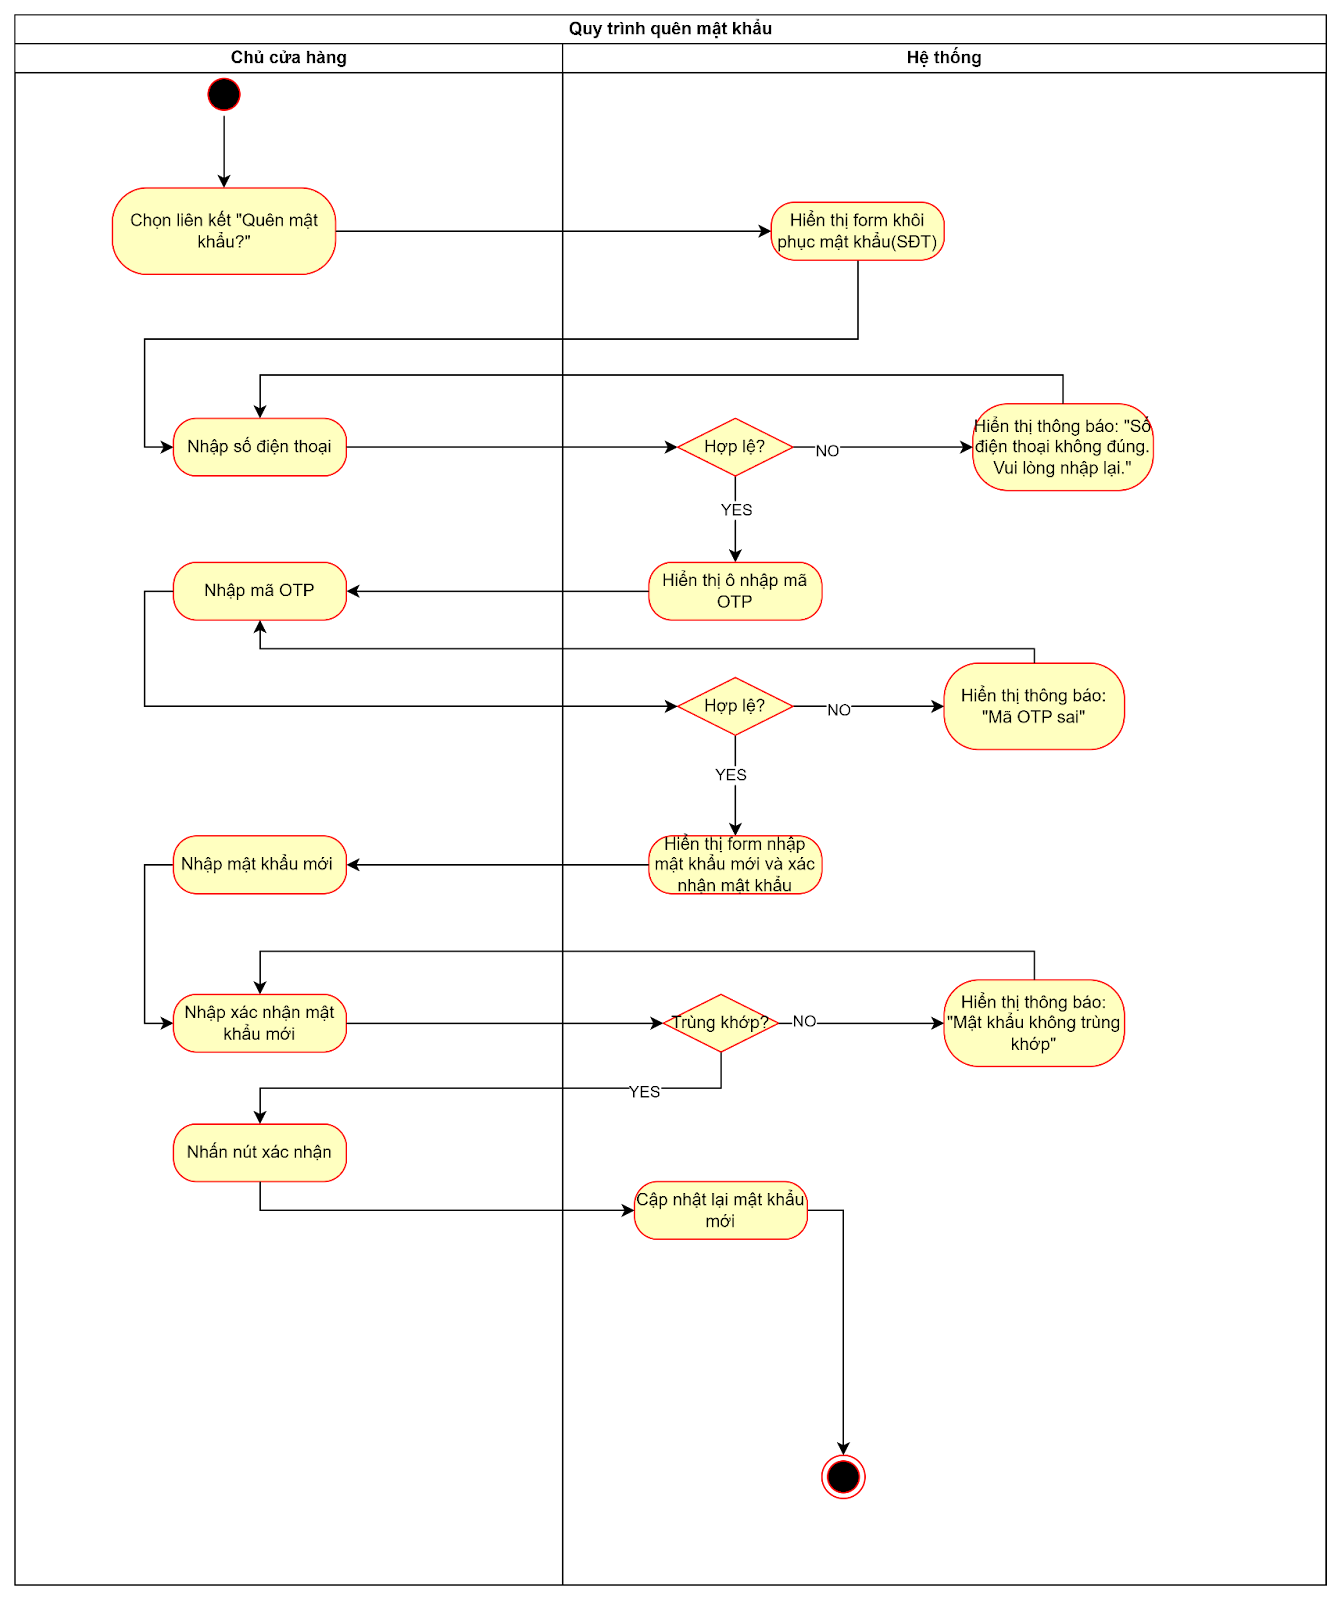 Quy trình quên mật khẩu
Chủ cửa hàng
Hệ thống
Chọn liên kết "Quên mật
khẩu?"
Hiển thị form khôi
phục mật khẩu(SĐT)
Nhập số điện thoại
Hợp lệ?
NO
Hiển thị thông báo: "Số
điện thoại không đúng.
Vui lòng nhập lại."
YES
Nhập mã OTP
Hiển thị ô nhập mã
OTP
Hợp lệ?
NO
Hiển thị thông báo:
"Mã OTP sai"
YES
Nhập mật khẩu mới
Hiển thị form nhập
mật khẩu mới và xác
nhận mật khẩu
Nhập xác nhận mật
khẩu mới
Trùng khớp?
NO
Hiển thị thông báo:
"Mật khẩu không trùng
khớp"
YES
Nhấn nút xác nhận
Cập nhật lại mật khẩu
mới